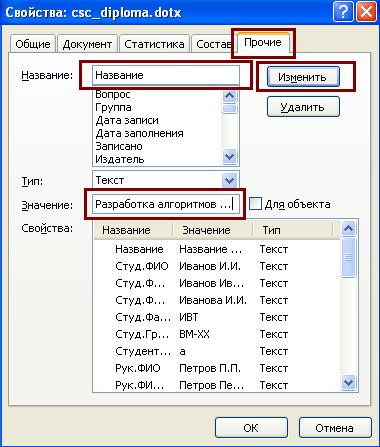 Свойства: csc_diploma.dotx
Общие Документ Статистика Состав Прочие
Название: Название Изменить
Вопрос
Группа
Дата записи
Дата заполнения
Записано
Издатель
Удалить
Тип: Текст
Значение: Разработка алгоритмов ... Для объекта
Свойства:
Название Значение Тип
Название Название ... Текст
Студ.ФИО Иванов И.И. Текст
Студ.Ф... Иванов Ив... Текст
Студ.Ф... Иванова И.И. Текст
Студ.Фа... ИВТ Текст
Студ.Гр... ВМ-XX Текст
Студент... а Текст
Рук.ФИО Петров П.П. Текст
Рук.ФИ... Петров Пе... Текст
ОК Отмена